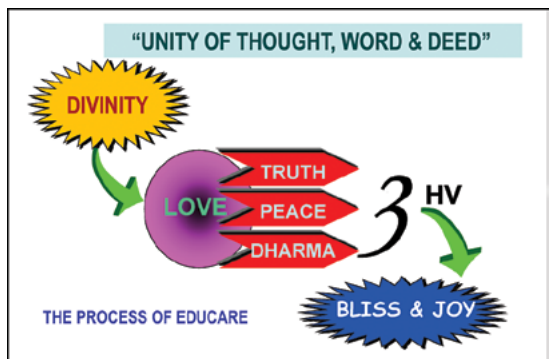 "UNITY OF THOUGHT, WORD & DEED"
DIVINITY
LOVE
TRUTH
PEACE
DHARMA
3 HV
BLISS & JOY
THE PROCESS OF EDUCARE